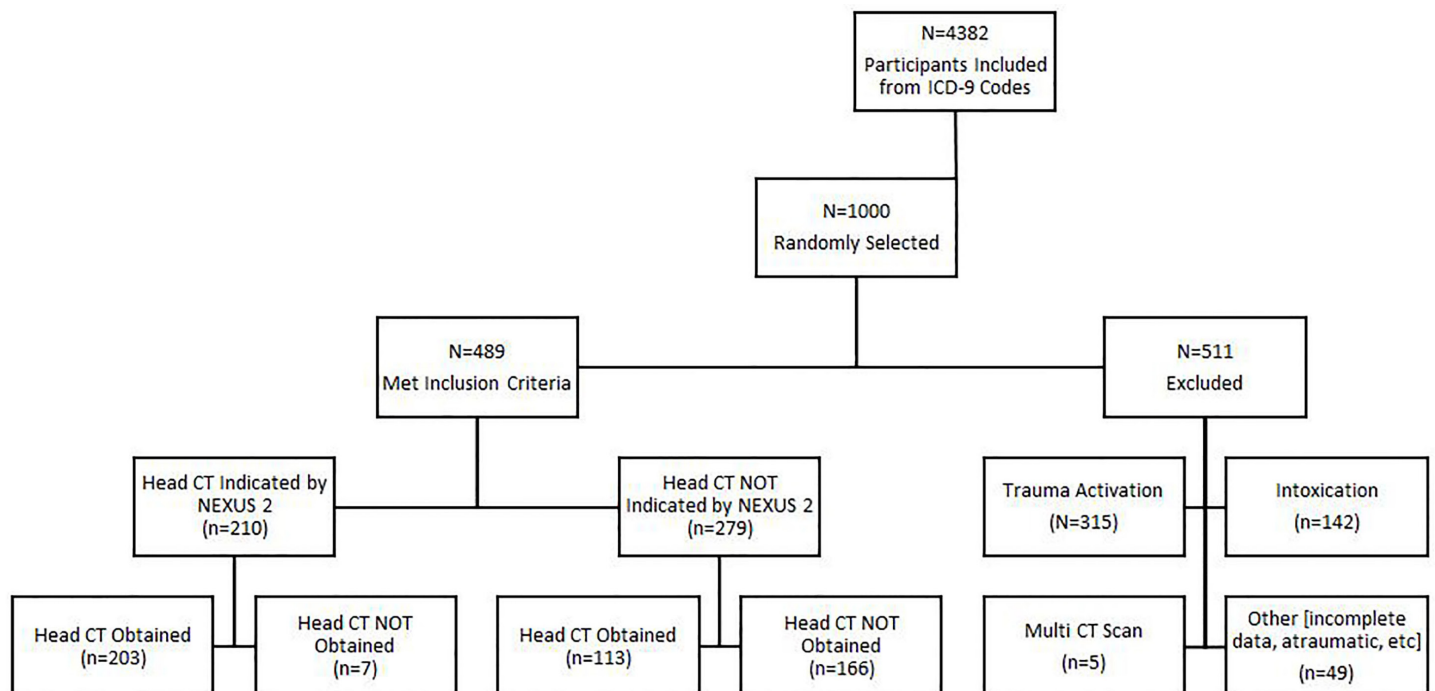 N=4382
Participants Included
from ICD-9 Codes
N=1000
Randomly Selected
N=489
Met Inclusion Criteria
N=511
Excluded
Head CT Indicated by
NEXUS 2
(n=210)
Head CT NOT
Indicated by NEXUS 2
(n=279)
Trauma Activation
(N=315)
Intoxication
(n=142)
Head CT Obtained
(n=203)
Head CT NOT
Obtained
(n=7)
Head CT Obtained
(n=113)
Head CT NOT
Obtained
(n=166)
Multi CT Scan
(n=5)
Other [incomplete
data, atraumatic, etc]
(n=49)